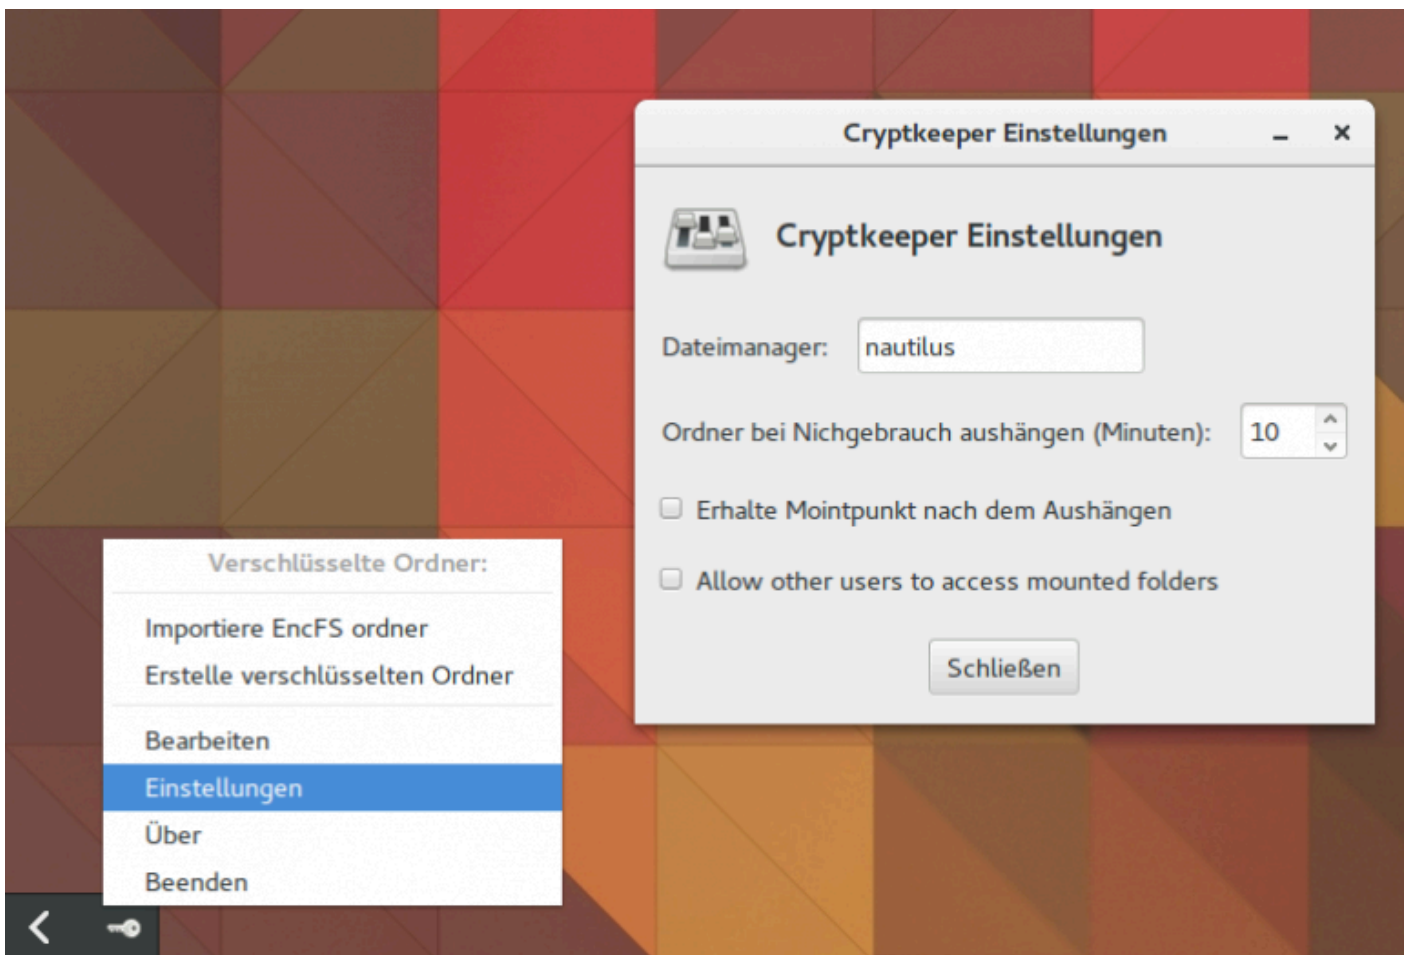 Cryptkeeper Einstellungen
Cryptkeeper Einstellungen
Dateimanager: nautilus
Ordner bei Nichgebrauch aushängen (Minuten): 10
Erhalte Mointpunkt nach dem Aushängen
Allow other users to access mounted folders
Schließen
Verschlüsselte Ordner:
Importiere EncFS ordner
Erstelle verschlüsselten Ordner
Bearbeiten
Einstellungen
Über
Beenden